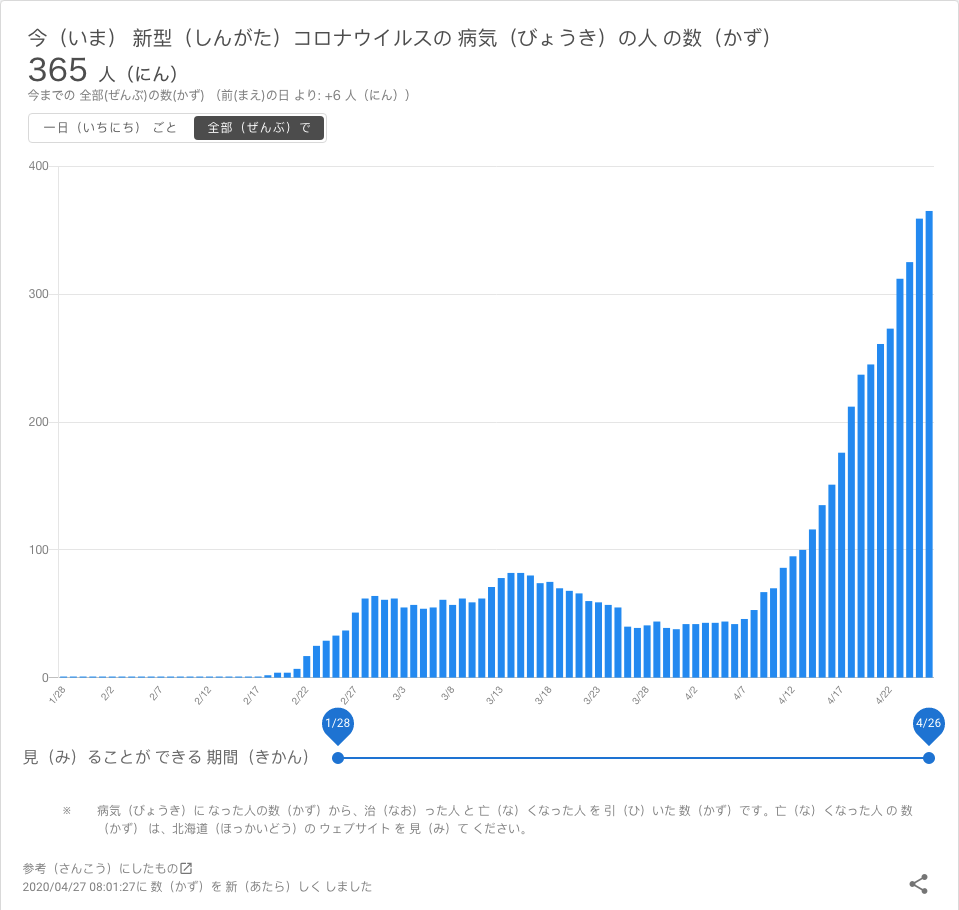 今（いま） 新型（しんがた）コロナウイルスの 病気（びょうき）の人 の数（かず）
365 人（にん）
今までの 全部(ぜんぶ)の数(かず) （前(まえ)の日 より: +6 人（にん））
一日（いちにち） ごと 全部（ぜんぶ）で
400
300
200
100
0
1/28 2/2 2/7 2/12 2/17 2/22 2/27 3/3 3/8 3/13 3/18 3/23 3/28 4/2 4/7 4/12 4/17 4/22
1/28 4/26
見（み）ることが できる 期間（きかん）
※ 病気（びょうき）に なった人の数（かず）から、治（なお）った人 と 亡（な）くなった人 を 引（ひ）いた 数（かず）です。亡（な）くなった人 の 数
（かず） は、北海道（ほっかいどう）の ウェブサイト を 見（み）て ください。
参考（さんこう）にしたもの
2020/04/27 08:01:27に 数（かず）を 新（あたら）しく しました